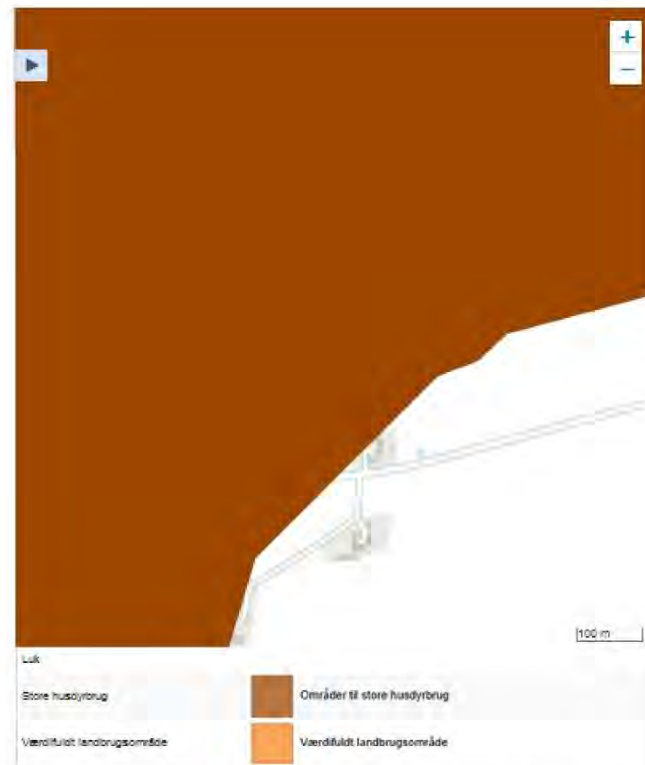 +
−
100 m
Luk
Store husdyrbrug Områder til store husdyrbrug
Værdifuldt landbrugsområde Værdifuldt landbrugsområde